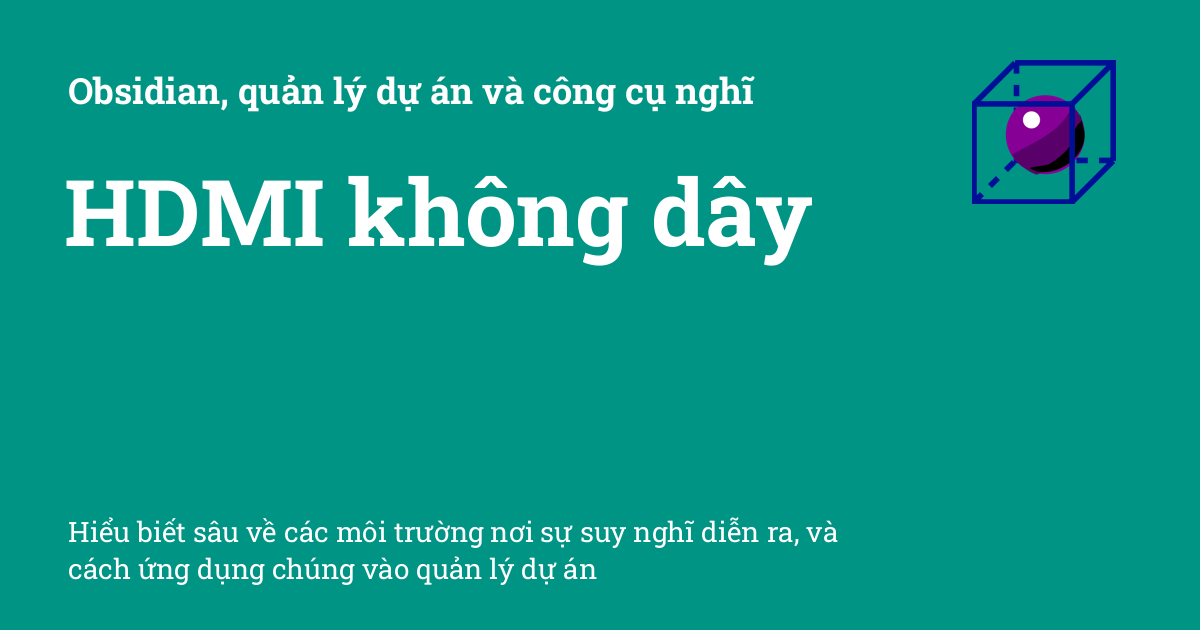 Obsidian, quản lý dự án và công cụ nghĩ
HDMI không dây
Hiểu biết sâu về các môi trường nơi sự suy nghĩ diễn ra, và
cách ứng dụng chúng vào quản lý dự án